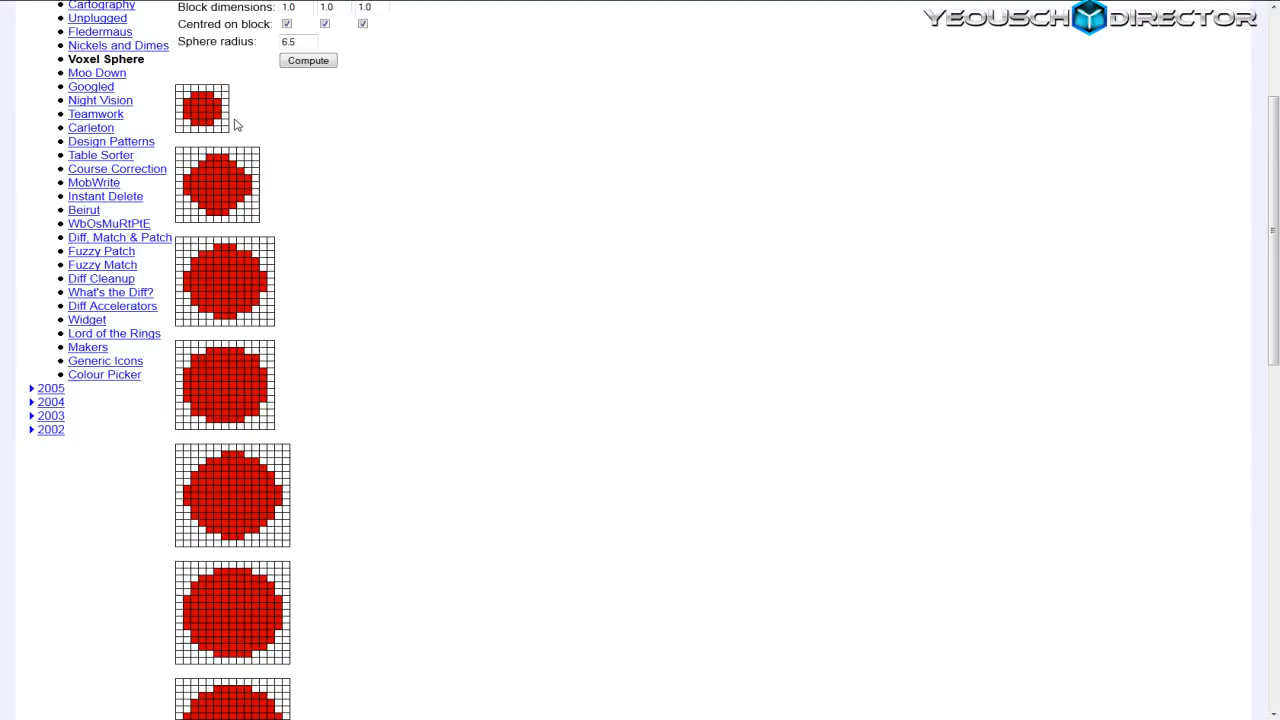 Cartography
Unplugged
Fledermaus
Nickels and Dimes
Voxel Sphere
Moo Down
Googled
Night Vision
Teamwork
Carleton
Design Patterns
Table Sorter
Course Correction
MobWrite
Instant Delete
Beirut
WbOsMuRtPtE
Diff, Match & Patch
Fuzzy Patch
Fuzzy Match
Diff Cleanup
What's the Diff?
Diff Accelerators
Widget
Lord of the Rings
Makers
Generic Icons
Colour Picker
2005
2004
2003
2002
Block dimensions: 1.0 1.0 1.0
Centred on block:
Sphere radius: 6.5
Compute
YEOUSCH DIRECTOR